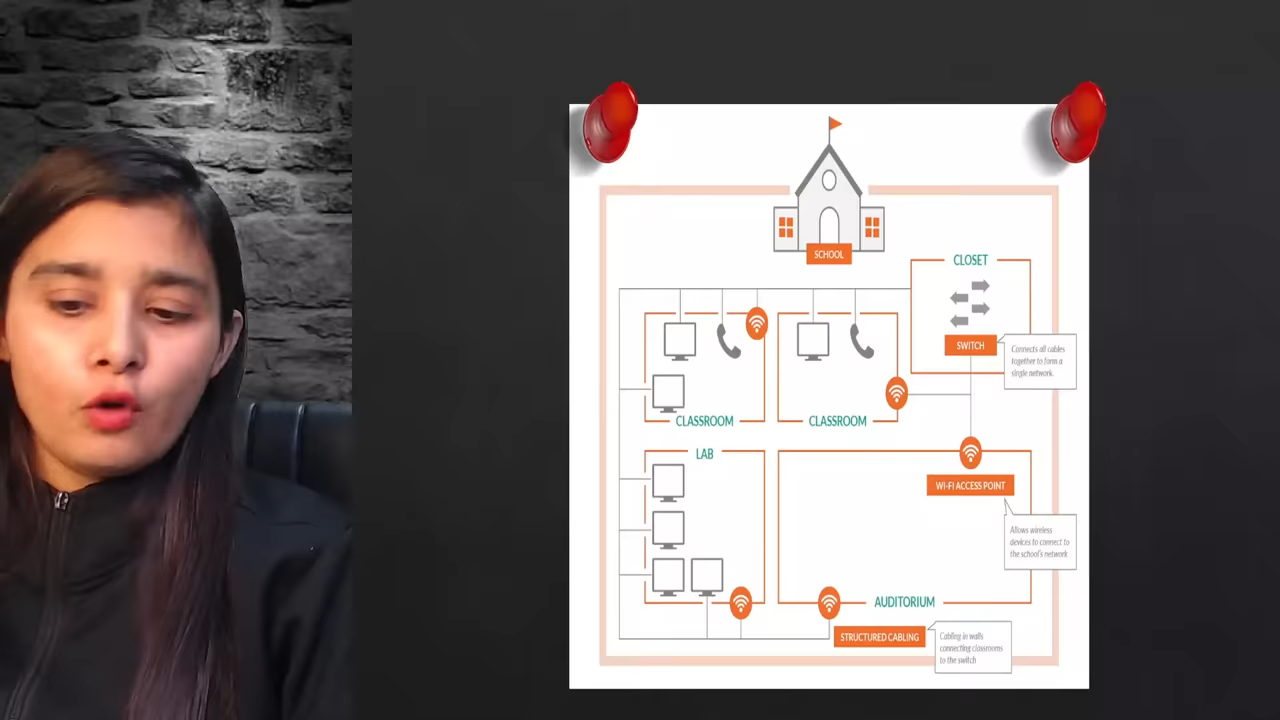 SCHOOL
CLOSET
SWITCH
Connects all cables
together to form a
single network.
CLASSROOM
CLASSROOM
LAB
WI-FI ACCESS POINT
Allows wireless
devices to connect to
the school's network
AUDITORIUM
STRUCTURED CABLING
Cabling in walls
connecting classrooms
to the switch